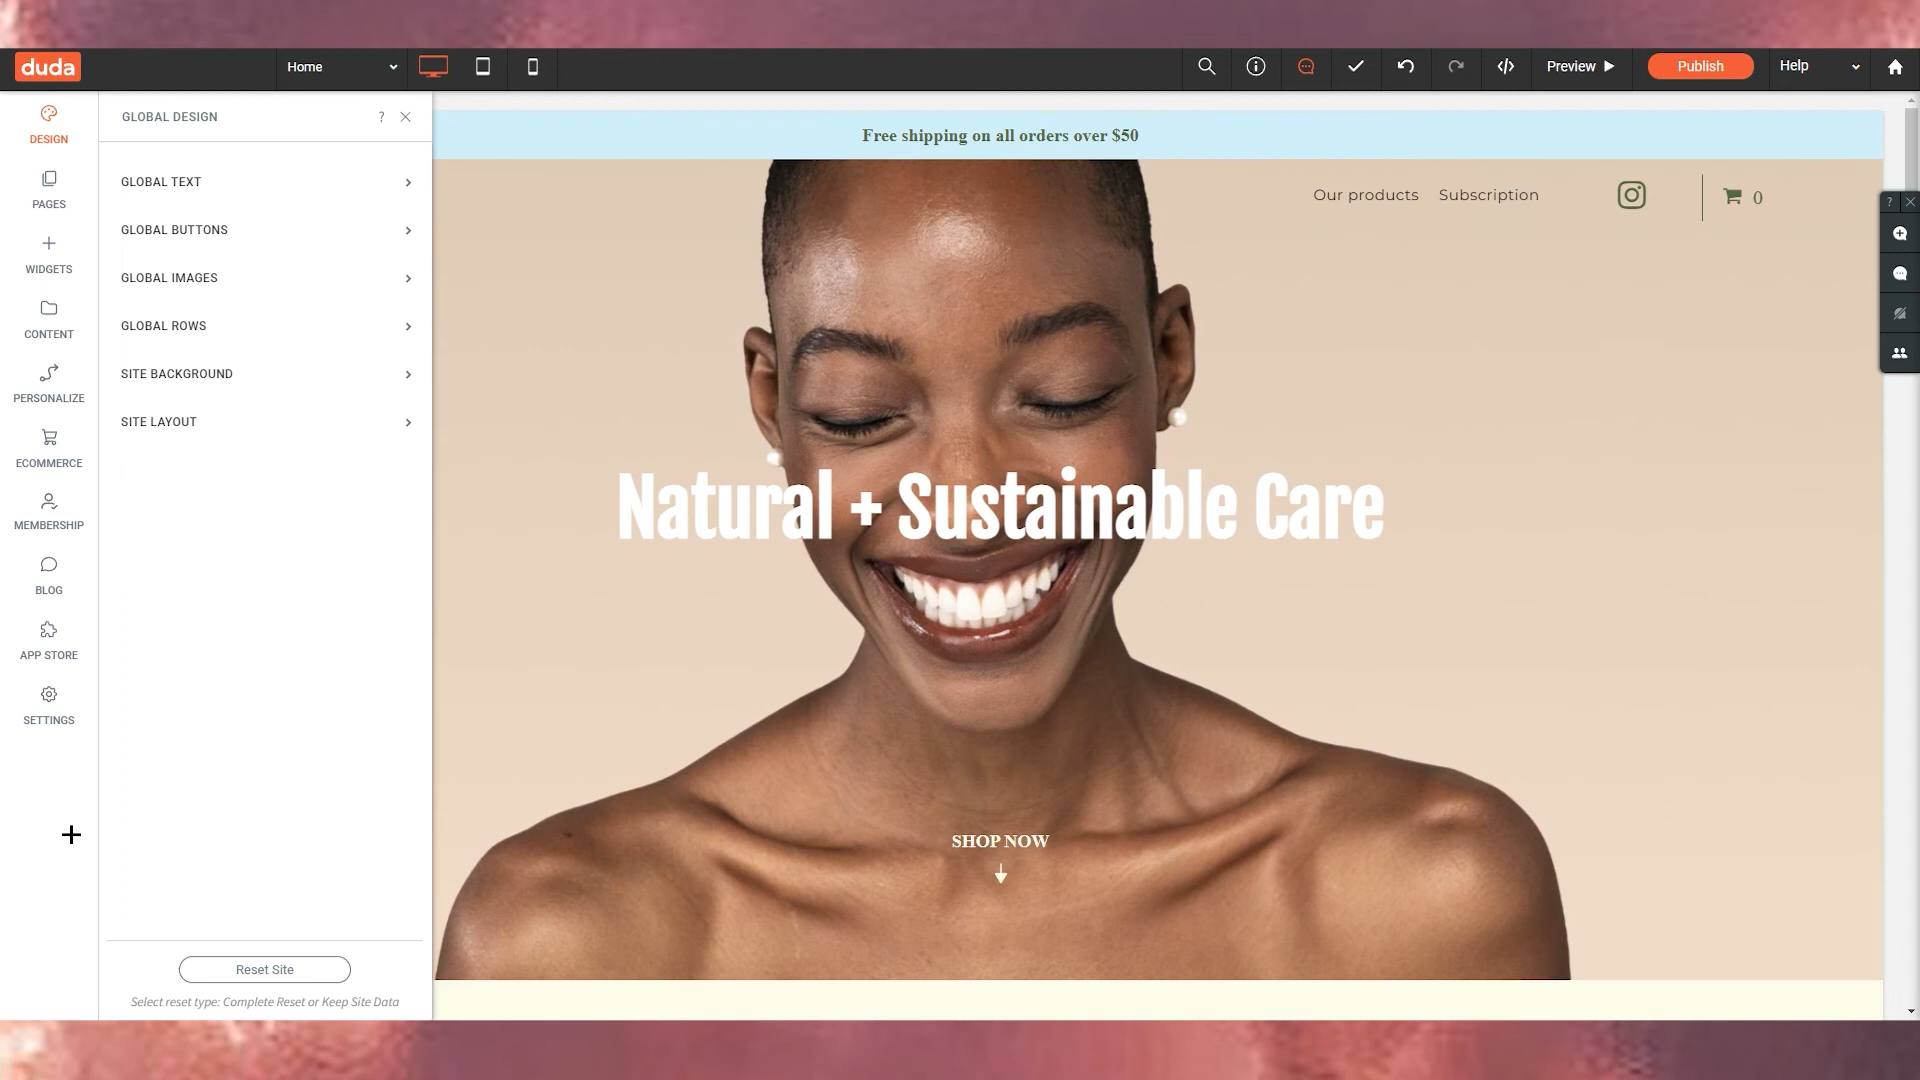 duda
Home
Preview
Publish
Help
DESIGN
PAGES
WIDGETS
CONTENT
PERSONALIZE
ECOMMERCE
MEMBERSHIP
BLOG
APP STORE
SETTINGS
GLOBAL DESIGN ?
GLOBAL TEXT
GLOBAL BUTTONS
GLOBAL IMAGES
GLOBAL ROWS
SITE BACKGROUND
SITE LAYOUT
Reset Site
Select reset type: Complete Reset or Keep Site Data
Free shipping on all orders over $50
Our products Subscription 0
?
Natural + Sustainable Care
SHOP NOW